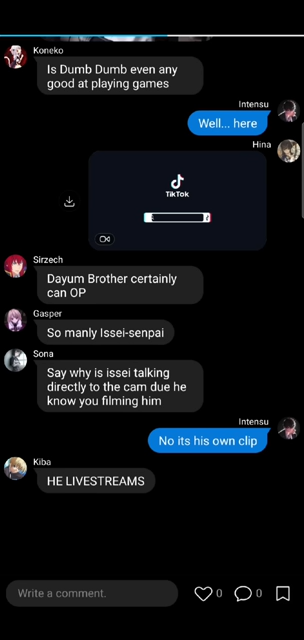 Koneko
Is Dumb Dumb even any
good at playing games
Intensu
Well... here
Hina
TikTok
Sirzech
Dayum Brother certainly
can OP
Gasper
So manly Issei-senpai
Sona
Say why is issei talking
directly to the cam due he
know you filming him
Intensu
No its his own clip
Kiba
HE LIVESTREAMS
Write a comment.
0
0